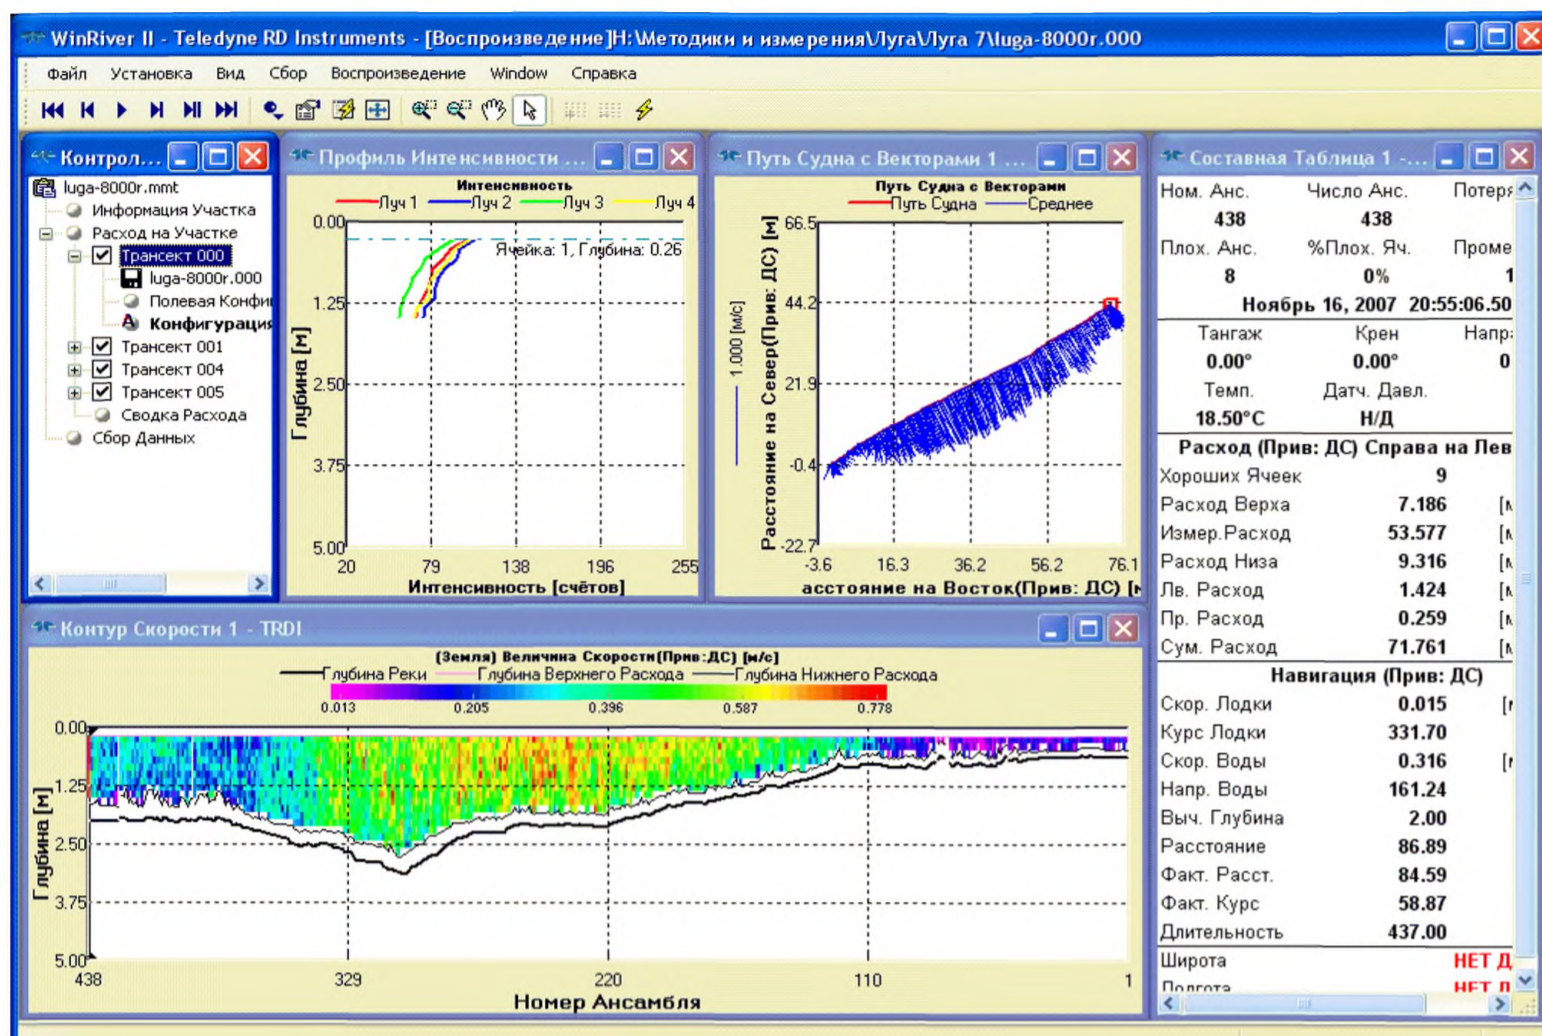 WinRiver II - Teledyne RD Instruments - [Воспроизведение]H:\Методики и измерения\Луга\Луга 7\luga-8000r.000
Файл Установка Вид Сбор Воспроизведение Window Справка
Контрол...
luga-8000r.mmt
Информация Участка
Расход на Участке
Трансект 000
luga-8000r.000
Полевая Конфи
Конфигурация
Трансект 001
Трансект 004
Трансект 005
Сводка Расхода
Сбор Данных
Профиль Интенсивности ...
Интенсивность
Луч 1 Луч 2 Луч 3 Луч 4
Ячейка: 1, Глубина: 0.26
0.00
1.25
2.50
3.75
5.00
Глубина [м]
20 79 138 196 255
Интенсивность [счётов]
Путь Судна с Векторами 1 ...
Путь Судна с Векторами
Путь Судна Среднее
1.000 [м/с]
Расстояние на Север(Прив: ДС) [м]
66.5
44.2
21.9
-0.4
-22.7
-3.6 16.3 36.2 56.2 76.1
асстояние на Восток(Прив: ДС) [м
Составная Таблица 1 -...
Ном. Анс. Число Анс. Потеря
438 438
Плох. Анс. %Плох. Яч. Проме
8 0% 1
Ноябрь 16, 2007 20:55:06.50
Тангаж Крен Напра
0.00° 0.00° 0
Темп. Датч. Давл.
18.50°C Н/Д
Расход (Прив: ДС) Справа на Лев
Хороших Ячеек 9
Расход Верха 7.186 [м
Измер.Расход 53.577 [м
Расход Низа 9.316 [м
Лв. Расход 1.424 [м
Пр. Расход 0.259 [м
Сум. Расход 71.761 [м
Навигация (Прив: ДС)
Скор. Лодки 0.015 [м
Курс Лодки 331.70
Скор. Воды 0.316 [м
Напр. Воды 161.24
Выч. Глубина 2.00
Расстояние 86.89
Факт. Расст. 84.59
Факт. Курс 58.87
Длительность 437.00
Широта НЕТ Д
Долгота НЕТ Д
Контур Скорости 1 - TRDI
(Земля) Величина Скорости(Прив:ДС) [м/с]
Глубина Реки Глубина Верхнего Расхода Глубина Нижнего Расхода
0.013 0.205 0.396 0.587 0.778
0.00
1.25
2.50
3.75
5.00
Глубина [м]
438 329 220 110 1
Номер Ансамбля